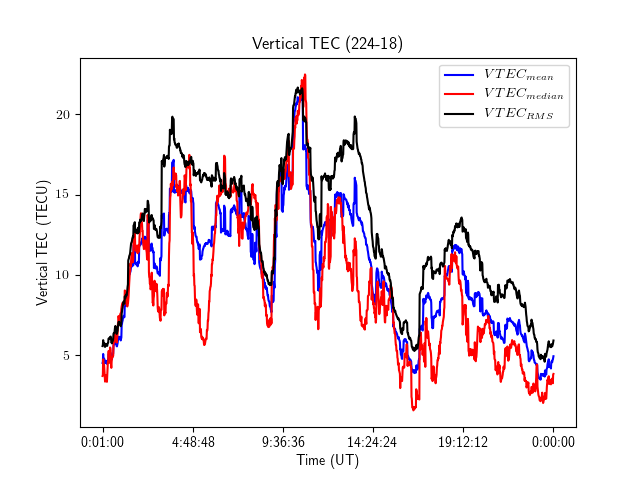 Vertical TEC (224-18)
VTEC_mean
VTEC_median
VTEC_RMS
Vertical TEC (TECU)
20
15
10
5
0:01:00 4:48:48 9:36:36 14:24:24 19:12:12 0:00:00
Time (UT)